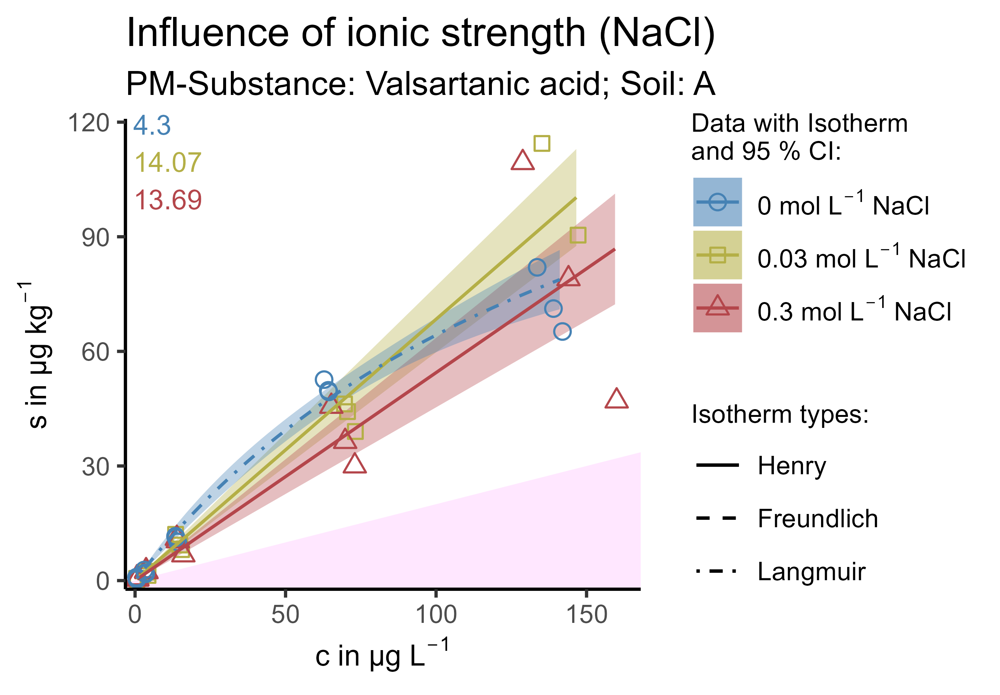 Influence of ionic strength (NaCl)
PM-Substance: Valsartanic acid; Soil: A
4.3
14.07
13.69
120
90
60
30
0
s in µg kg⁻¹
0 50 100 150
c in µg L⁻¹
Data with Isotherm
and 95 % CI:
0 mol L⁻¹ NaCl
0.03 mol L⁻¹ NaCl
0.3 mol L⁻¹ NaCl
Isotherm types:
Henry
Freundlich
Langmuir